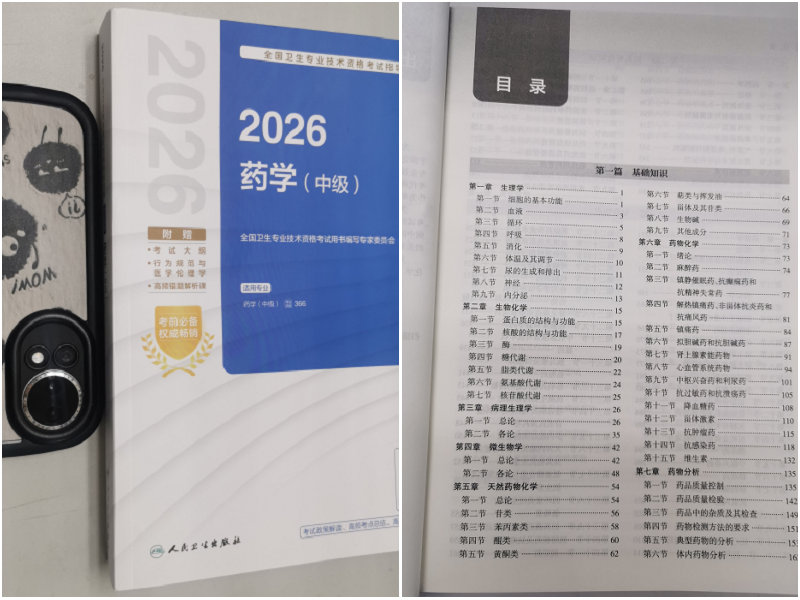 2026
全国卫生专业技术资格考试指
2026
药学（中级）
附 赠
• 考试大纲
• 行为规范与
医学伦理学
• 高频错题解析课
全国卫生专业技术资格考试用书编写专家委员会
适用专业
药学（中级） 366
考前必备
权威畅销
人民卫生出版社
MOW
目 录
第一篇 基础知识
第一章 生理学 1
第一节 细胞的基本功能 1
第二节 血液 3
第三节 循环 5
第四节 呼吸 8
第五节 消化 9
第六节 体温及其调节 10
第七节 尿的生成和排出 11
第八节 神经 12
第九节 内分泌 13
第二章 生物化学 15
第一节 蛋白质的结构与功能 15
第二节 核酸的结构与功能 17
第三节 酶 19
第四节 糖代谢 20
第五节 脂类代谢 22
第六节 氨基酸代谢 24
第七节 核苷酸代谢 25
第三章 病理生理学 26
第一节 总论 26
第二节 各论 35
第四章 微生物学 42
第一节 总论 42
第二节 各论 48
第五章 天然药物化学 54
第一节 总论 54
第二节 苷类 56
第三节 苯丙素类 58
第四节 醌类 60
第五节 黄酮类 62
第六节 萜类与挥发油 64
第七节 甾体及其苷类 66
第八节 生物碱 69
第九节 其他成分 71
第六章 药物化学 73
第一节 绪论 73
第二节 麻醉药 74
第三节 镇静催眠药、抗癫痫药和
抗精神失常药 77
第四节 解热镇痛药、非甾体抗炎药和
抗痛风药 81
第五节 镇痛药 84
第六节 拟胆碱药和抗胆碱药 87
第七节 肾上腺素能药物 91
第八节 心血管系统药物 94
第九节 中枢兴奋药和利尿药 101
第十节 抗过敏药和抗溃疡药 105
第十一节 降血糖药 108
第十二节 甾体激素 110
第十三节 抗肿瘤药 115
第十四节 抗感染药 118
第十五节 维生素 132
第七章 药物分析 135
第一节 药品质量控制 135
第二节 药品质量检验 142
第三节 药品中的杂质及其检查 149
第四节 药物检测方法的要求 151
第五节 典型药物的分析 15
第六节 体内药物分析 16